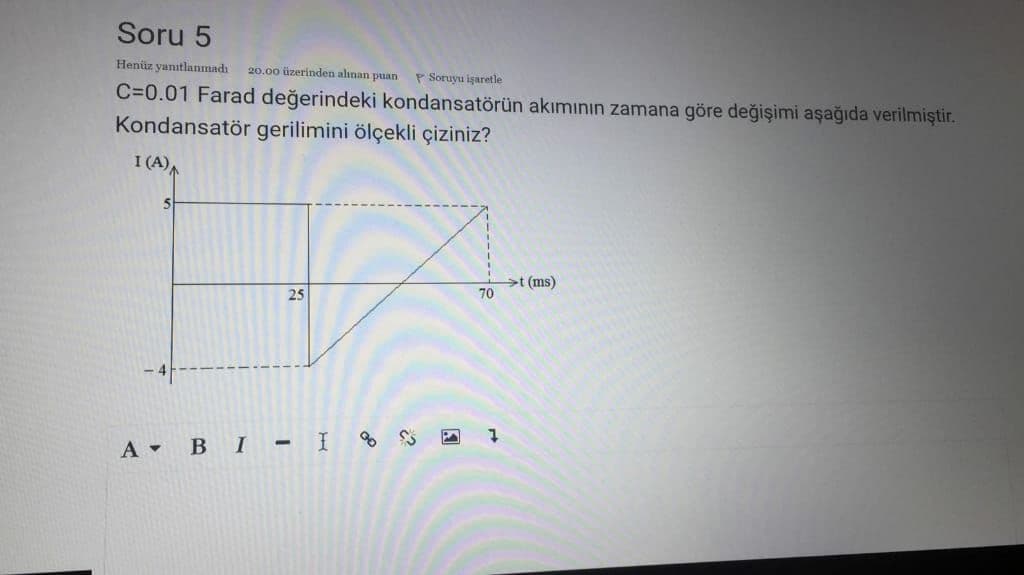 Soru 5
Henüz yanıtlanmadı 20.00 üzerinden alınan puan Soruyu işaretle
C=0.01 Farad değerindeki kondansatörün akımının zamana göre değişimi aşağıda verilmiştir.
Kondansatör gerilimini ölçekli çiziniz?
I (A)
5
25
70
t (ms)
- 4
A B I